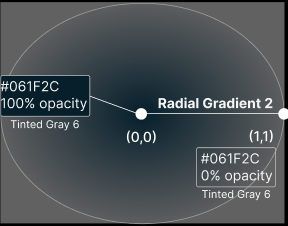 #061F2C
100% opacity
Tinted Gray 6
Radial Gradient 2
(0,0)
(1,1)
#061F2C
0% opacity
Tinted Gray 6